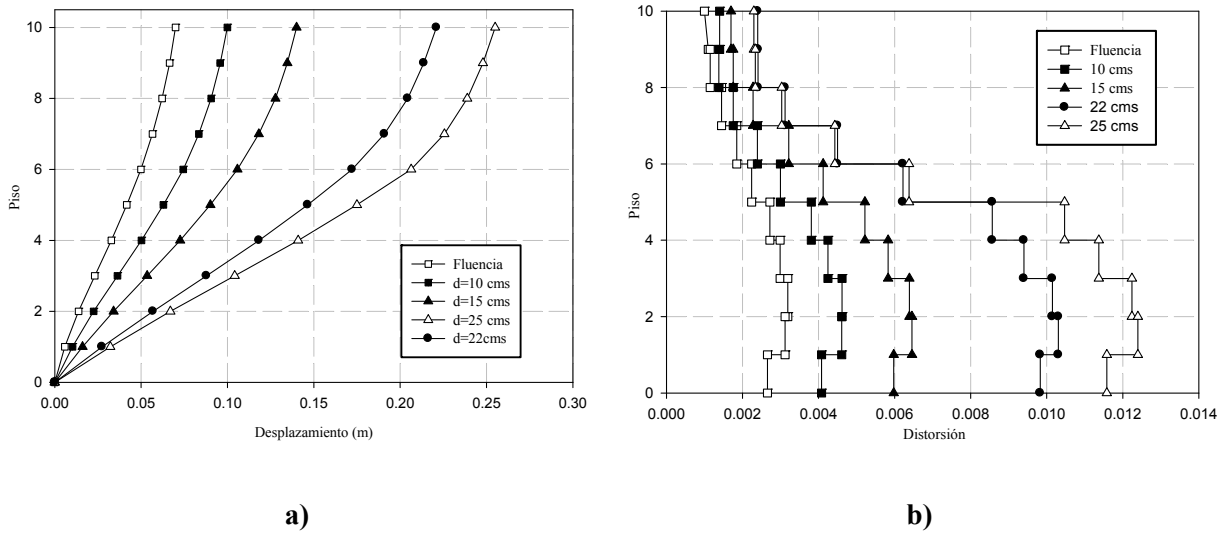 10
8
6
4
2
0
Piso
0.00 0.05 0.10 0.15 0.20 0.25 0.30
Desplazamiento (m)
Fluencia
d=10 cms
d=15 cms
d=25 cms
d=22cms
a)
10
8
6
4
2
0
Piso
0.000 0.002 0.004 0.006 0.008 0.010 0.012 0.014
Distorsión
Fluencia
10 cms
15 cms
22 cms
25 cms
b)